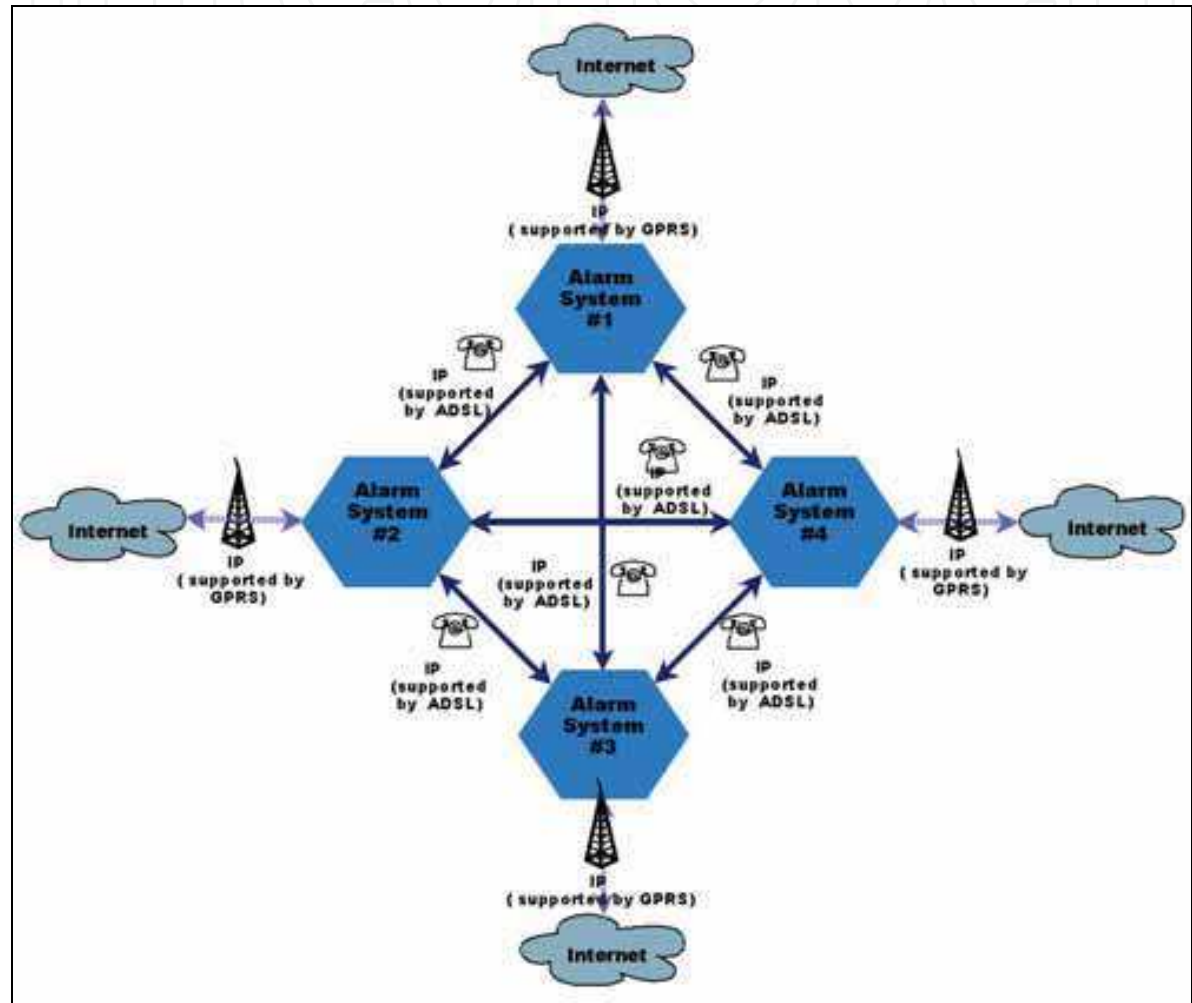 Internet
IP
( supported by GPRS)
Alarm
System
#1
IP
(supported
by ADSL)
IP
(supported
by ADSL)
IP
(supported
by ADSL)
Alarm
System
#2
Alarm
System
#4
Internet
IP
( supported by
GPRS)
Internet
IP
( supported by
GPRS)
IP
(supported
by ADSL)
IP
(supported
by ADSL)
IP
(supported
by ADSL)
Alarm
System
#3
IP
( supported by GPRS)
Internet